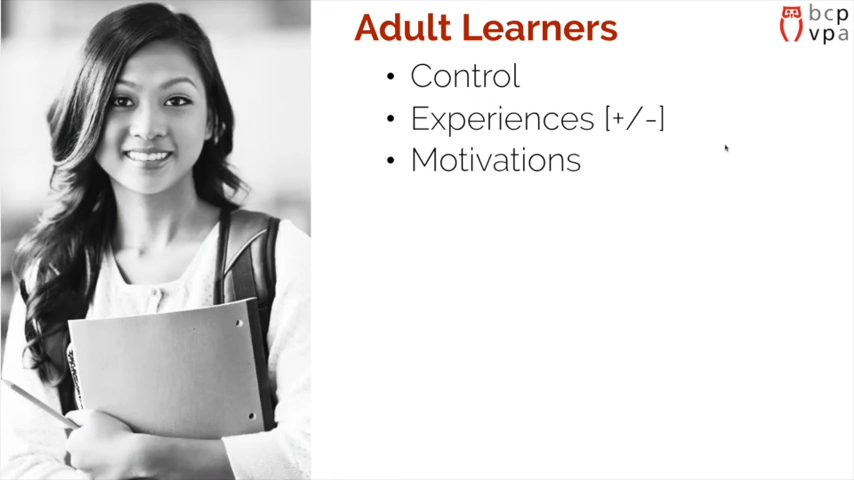 Adult Learners
bcp
vpa
• Control
• Experiences [+/-]
• Motivations